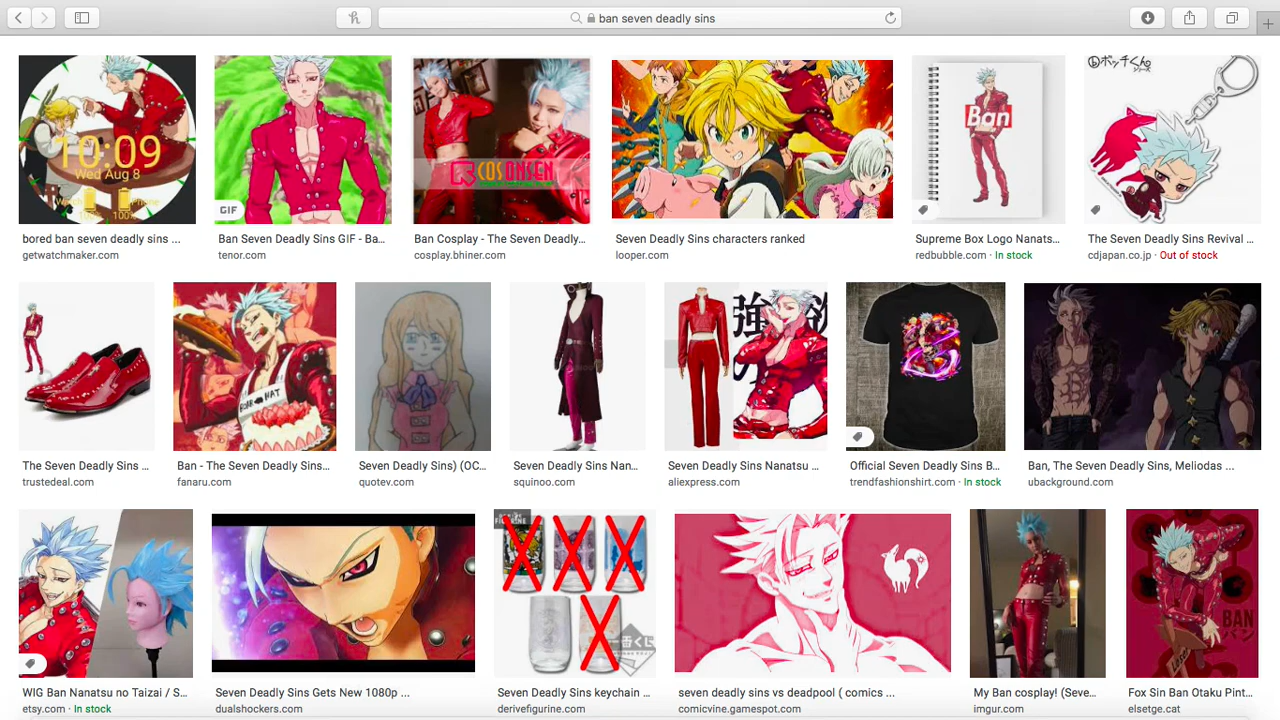 ban seven deadly sins
10:09
Wed Aug 8
100%
GIF
COSONSEN
Ban
bored ban seven deadly sins ...
getwatchmaker.com
Ban Seven Deadly Sins GIF - Ba...
tenor.com
Ban Cosplay - The Seven Deadly...
cosplay.bhiner.com
Seven Deadly Sins characters ranked
looper.com
Supreme Box Logo Nanats...
redbubble.com · In stock
The Seven Deadly Sins Revival ...
cdjapan.co.jp · Out of stock
強欲
The Seven Deadly Sins ...
trustedeal.com
Ban - The Seven Deadly Sins...
fanaru.com
Seven Deadly Sins) (OC...
quotev.com
Seven Deadly Sins Nan...
squinoo.com
Seven Deadly Sins Nanatsu ...
aliexpress.com
Official Seven Deadly Sins B...
trendfashionshirt.com · In stock
Ban, The Seven Deadly Sins, Meliodas ...
ubackground.com
BAN
バン
WIG Ban Nanatsu no Taizai / S...
etsy.com · In stock
Seven Deadly Sins Gets New 1080p ...
dualshockers.com
Seven Deadly Sins keychain ...
derivefigurine.com
seven deadly sins vs deadpool ( comics ...
comicvine.gamespot.com
My Ban cosplay! (Seve...
imgur.com
Fox Sin Ban Otaku Pint...
elsetge.cat